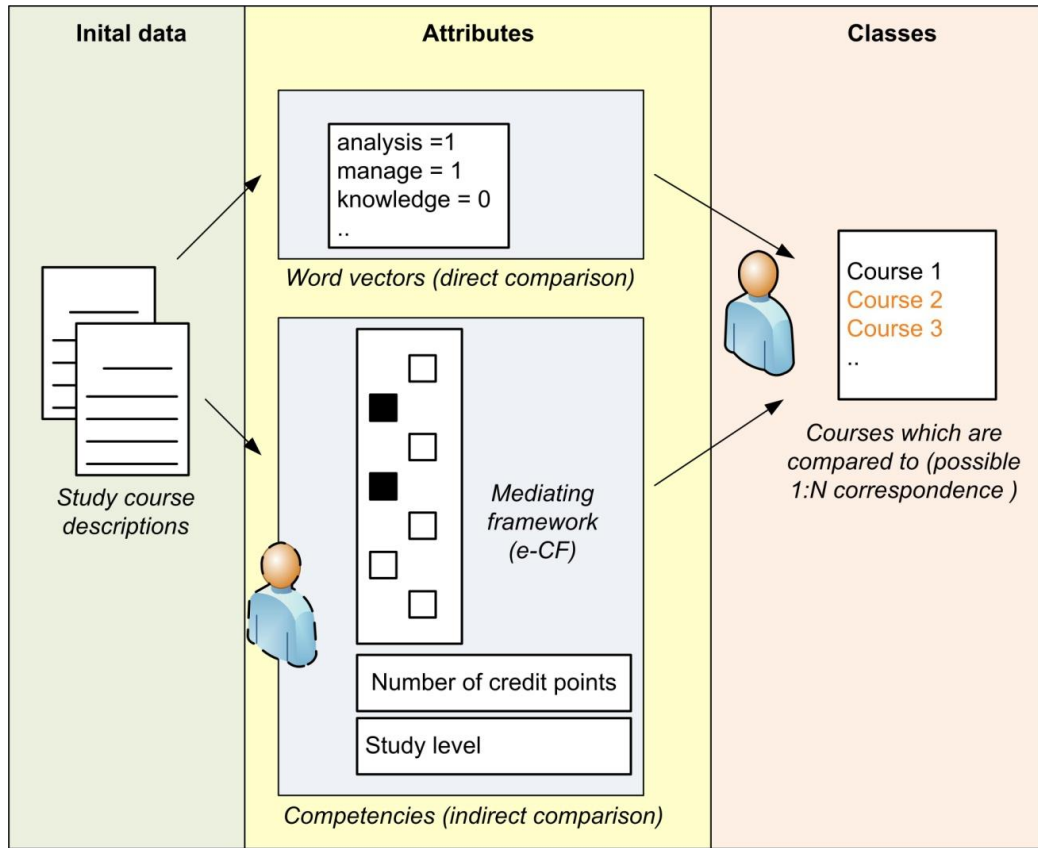 Inital data
Attributes
Classes
analysis =1
manage = 1
knowledge = 0
..
Word vectors (direct comparison)
Study course
descriptions
Mediating
framework
(e-CF)
Number of credit points
Study level
Competencies (indirect comparison)
Course 1
Course 2
Course 3
..
Courses which are
compared to (possible
1:N correspondence )